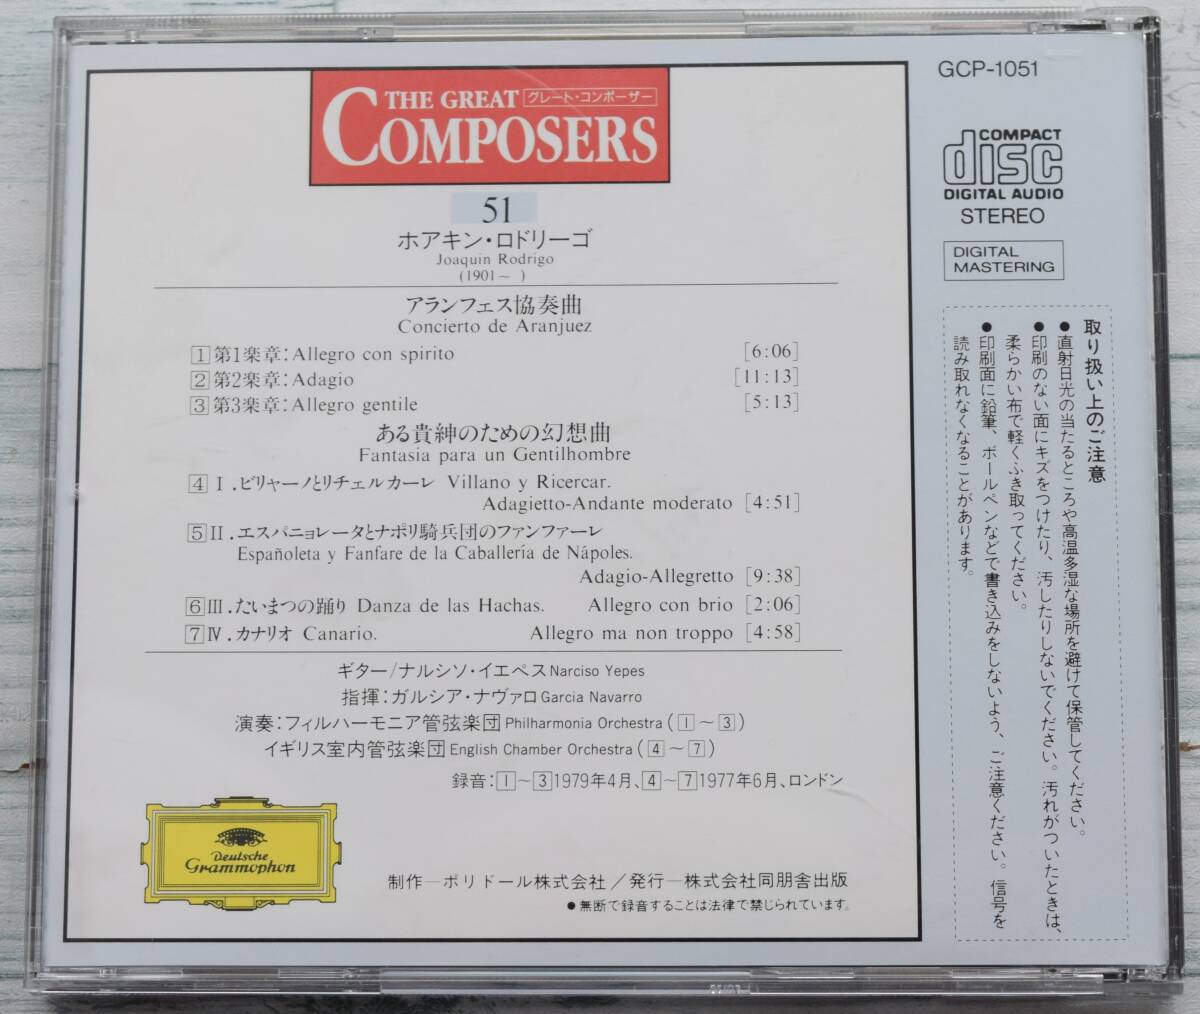 THE GREAT グレート・コンポーザー
COMPOSERS
51
ホアキン・ロドリーゴ
Joaquin Rodrigo
(1901～ )
アランフェス協奏曲
Concierto de Aranjuez
1 第1楽章：Allegro con spirito [6:06]
2 第2楽章：Adagio [11:13]
3 第3楽章：Allegro gentile [5:13]
ある貴紳のための幻想曲
Fantasia para un Gentilhombre
4 Ⅰ.ビリャーノとリチェルカーレ Villano y Ricercar.
Adagietto-Andante moderato [4:51]
5 Ⅱ.エスパニョレータとナポリ騎兵団のファンファーレ
Españoleta y Fanfare de la Caballería de Nápoles.
Adagio-Allegretto [9:38]
6 Ⅲ.たいまつの踊り Danza de las Hachas. Allegro con brio [2:06]
7 Ⅳ.カナリオ Canario. Allegro ma non troppo [4:58]
ギター/ナルシソ・イエペス Narciso Yepes
指揮：ガルシア・ナヴァロ Garcia Navarro
演奏：フィルハーモニア管弦楽団 Philharmonia Orchestra (1～3)
イギリス室内管弦楽団 English Chamber Orchestra (4～7)
録音：1～3 1979年4月、4～7 1977年6月、ロンドン
Deutsche
Grammophon
制作―ポリドール株式会社／発行―株式会社同朋舎出版
●無断で録音することは法律で禁じられています。
GCP-1051
COMPACT
disc
DIGITAL AUDIO
STEREO
DIGITAL
MASTERING
取り扱い上のご注意
●直射日光の当たるところや高温多湿な場所を避けて保管してください。
●印刷のない面にキズをつけたり、汚したりしないでください。汚れがついたときは、
柔らかい布で軽くふき取ってください。
●印刷面に鉛筆、ボールペンなどで書き込みをしないよう、ご注意ください。信号を
読み取れなくなることがあります。